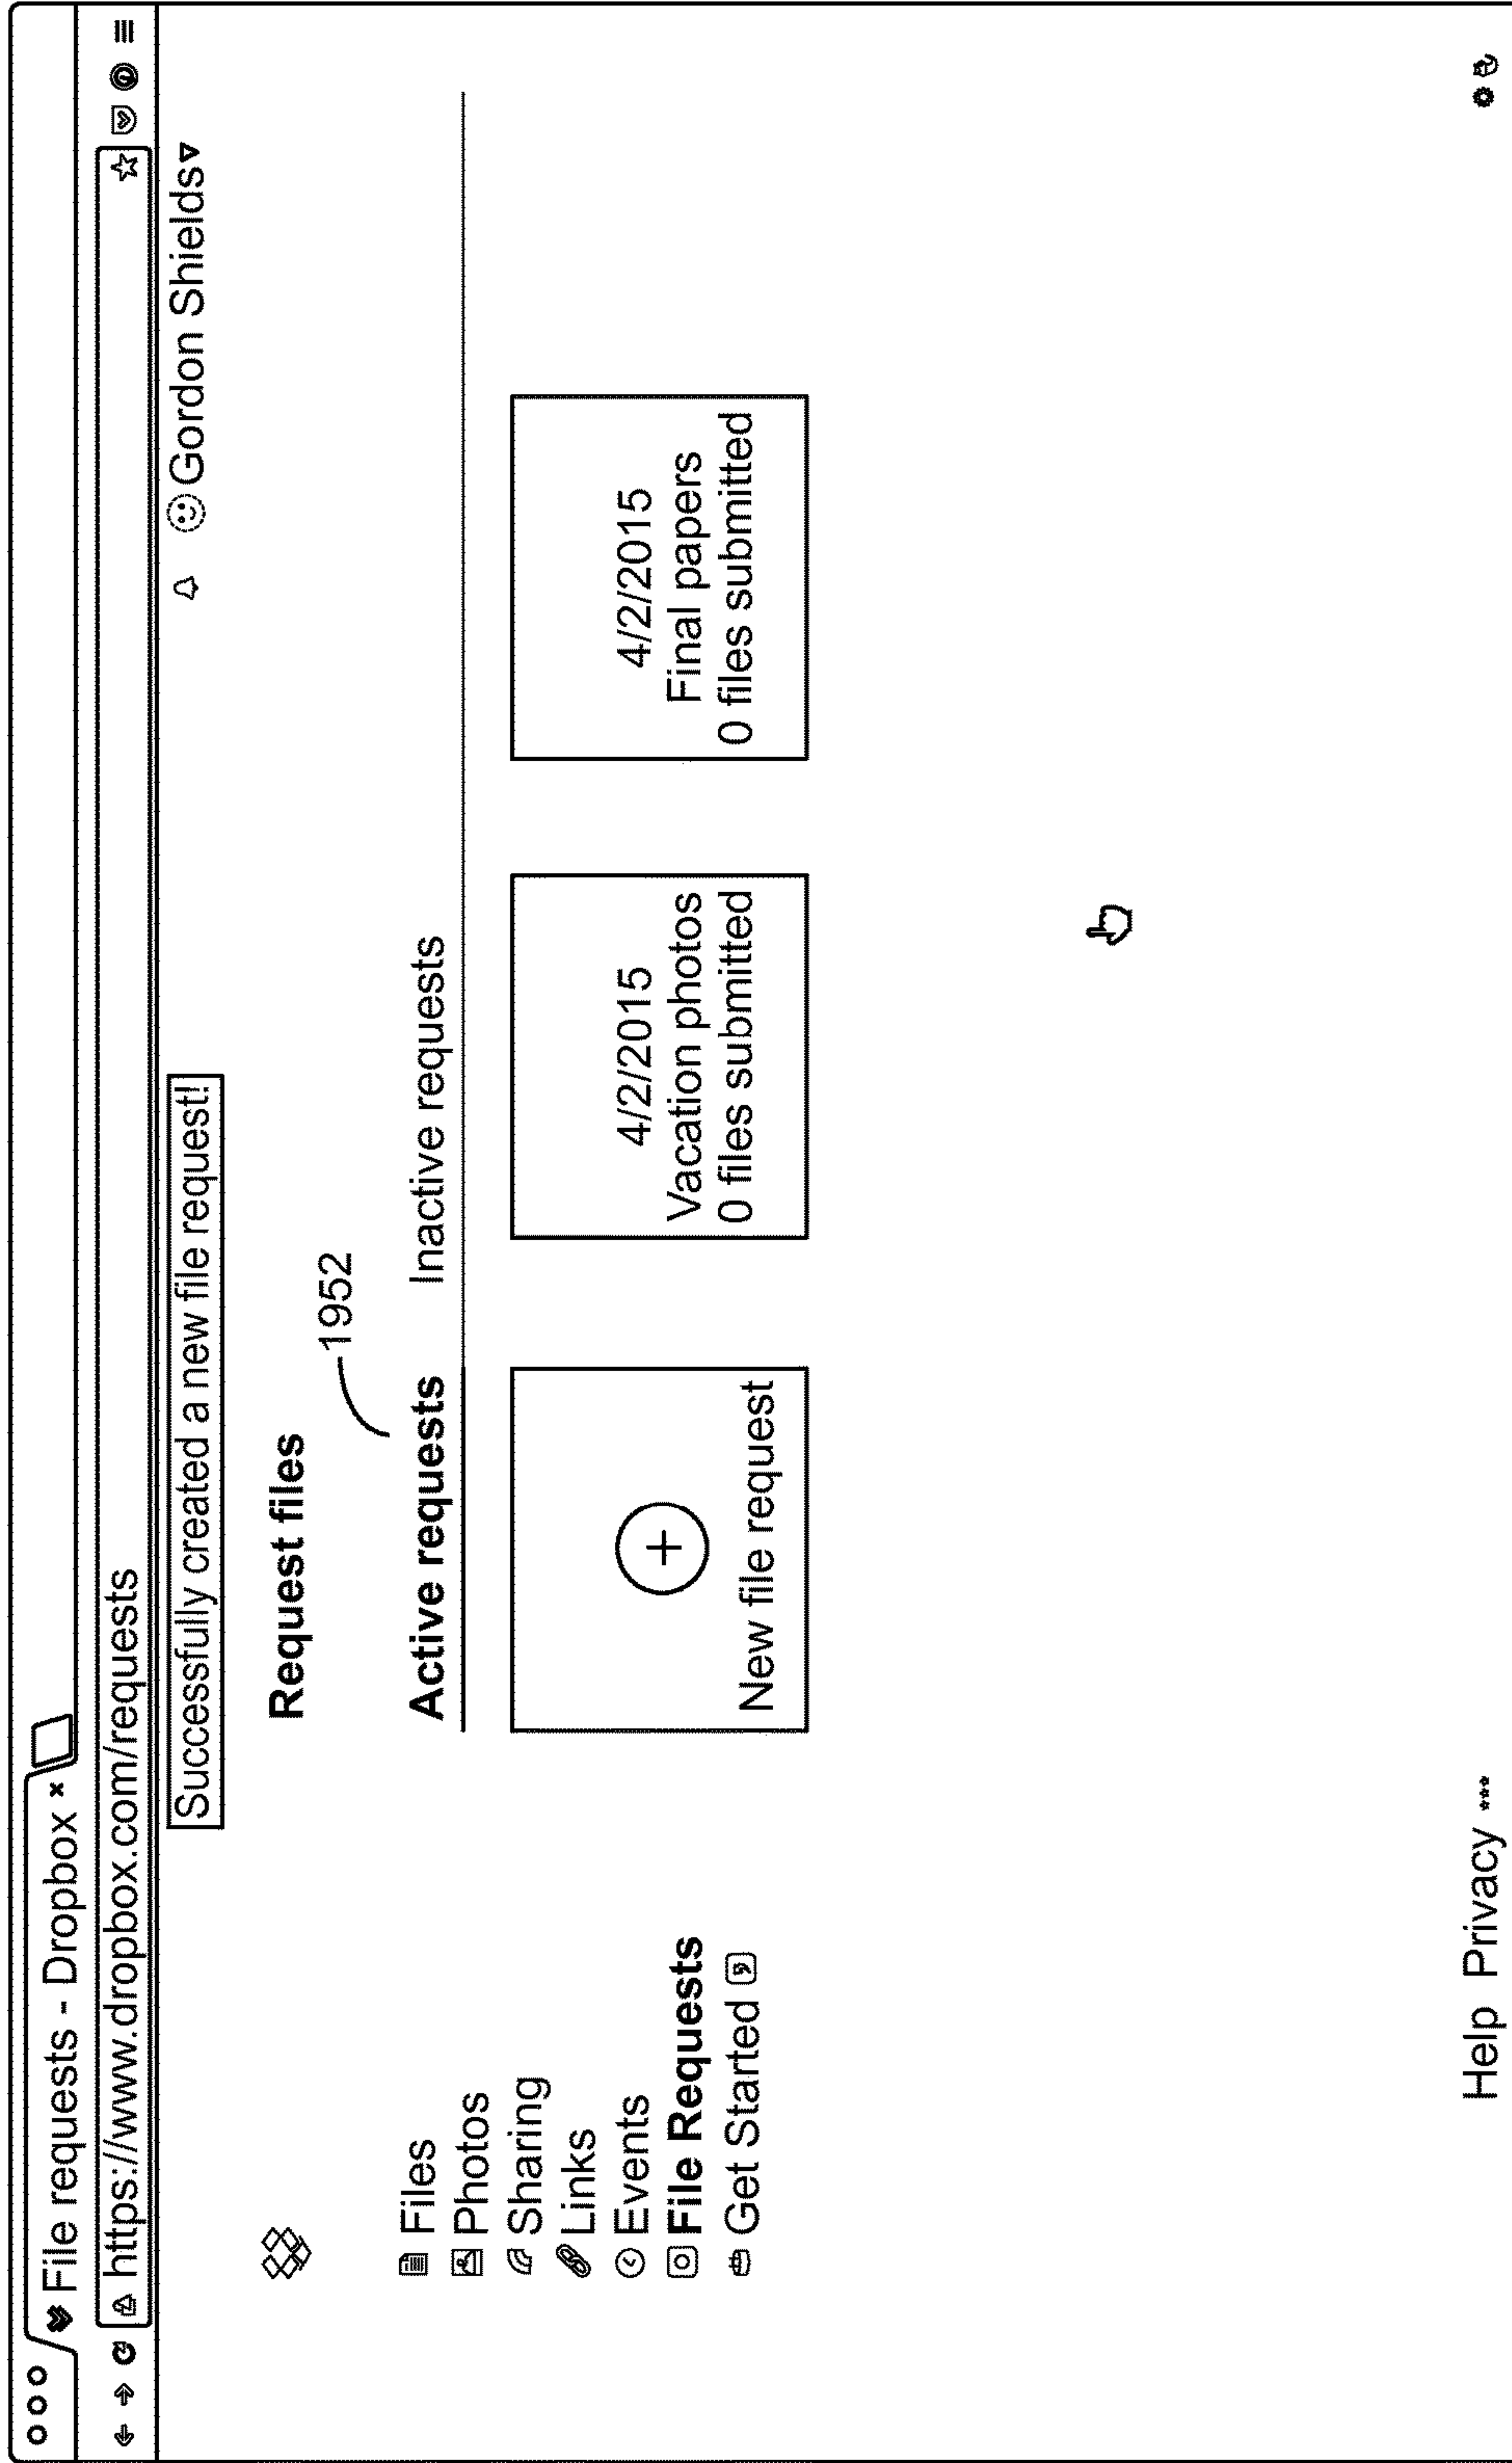 File requests - Dropbox ×
https://www.dropbox.com/requests
Successfully created a new file request!
Gordon Shields
Request files
1952
Active requests
Inactive requests
Files
Photos
Sharing
Links
Events
File Requests
Get Started
New file request
4/2/2015
Vacation photos
0 files submitted
4/2/2015
Final papers
0 files submitted
Help Privacy ***